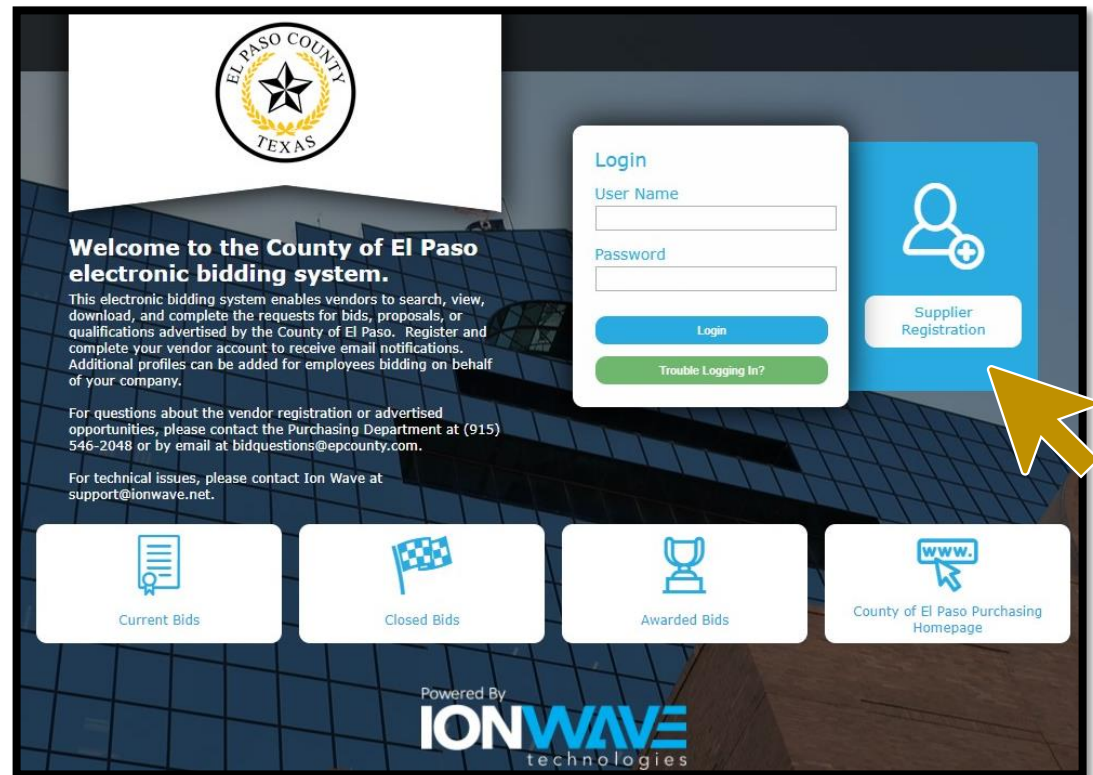 EL PASO COUNTY
TEXAS
Welcome to the County of El Paso
electronic bidding system.
This electronic bidding system enables vendors to search, view,
download, and complete the requests for bids, proposals, or
qualifications advertised by the County of El Paso. Register and
complete your vendor account to receive email notifications.
Additional profiles can be added for employees bidding on behalf
of your company.
For questions about the vendor registration or advertised
opportunities, please contact the Purchasing Department at (915)
546-2048 or by email at bidquestions@epcounty.com.
For technical issues, please contact Ion Wave at
support@ionwave.net.
Login
User Name
Password
Login
Trouble Logging In?
Supplier
Registration
Current Bids
Closed Bids
Awarded Bids
www.
County of El Paso Purchasing
Homepage
Powered By
IONWAVE
technologies